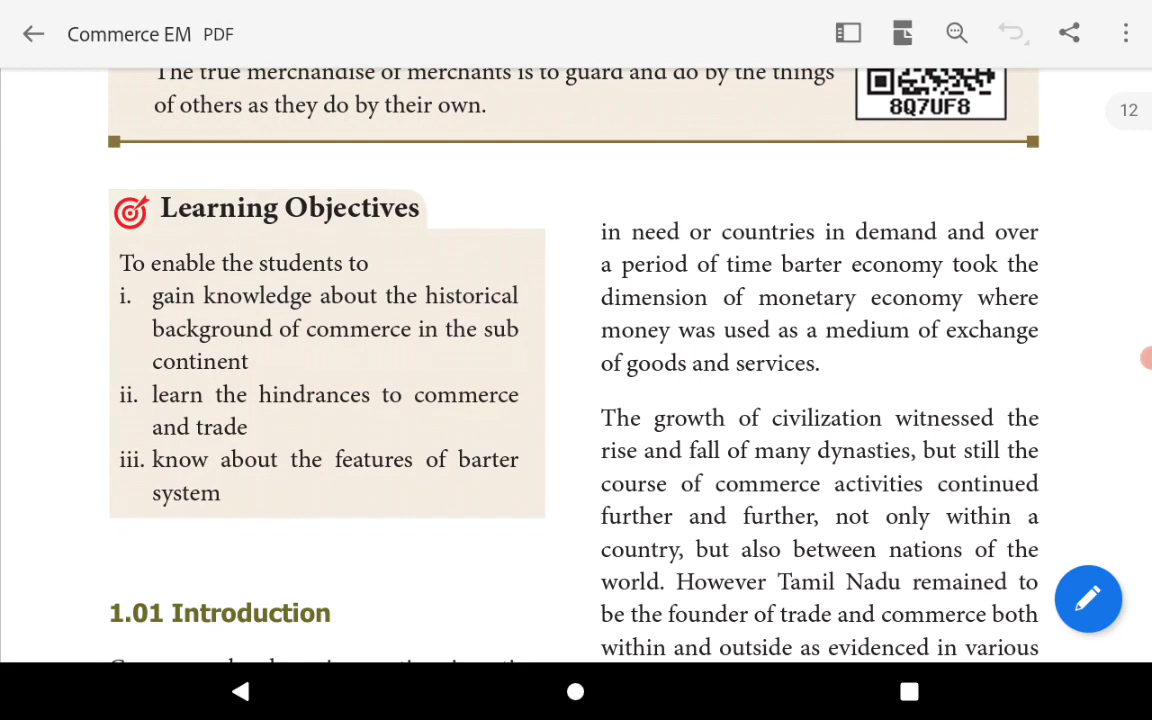 Commerce EM PDF
The true merchandise of merchants is to guard and do by the things
of others as they do by their own.
8Q7UF8
12
Learning Objectives
To enable the students to
i. gain knowledge about the historical
background of commerce in the sub
continent
ii. learn the hindrances to commerce
and trade
iii. know about the features of barter
system
1.01 Introduction
in need or countries in demand and over
a period of time barter economy took the
dimension of monetary economy where
money was used as a medium of exchange
of goods and services.
The growth of civilization witnessed the
rise and fall of many dynasties, but still the
course of commerce activities continued
further and further, not only within a
country, but also between nations of the
world. However Tamil Nadu remained to
be the founder of trade and commerce both
within and outside as evidenced in various